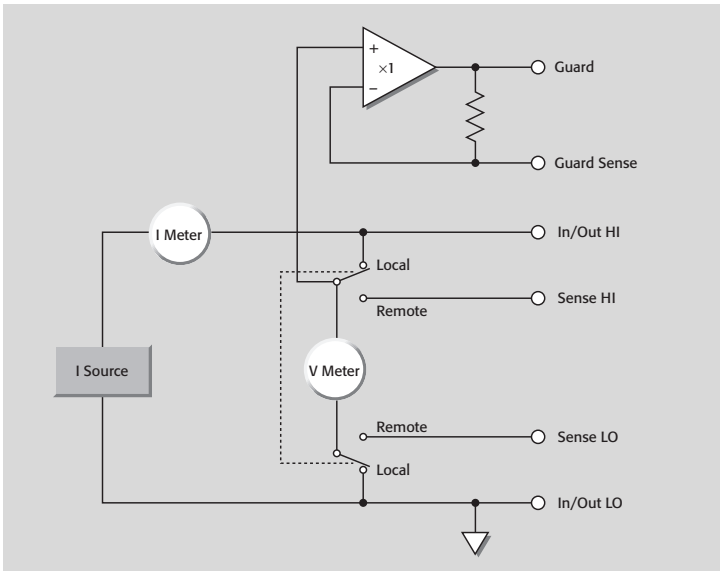 +
×1
−
Guard
Guard Sense
I Meter
In/Out HI
Local
Sense HI
Remote
I Source
V Meter
Remote
Sense LO
Local
In/Out LO